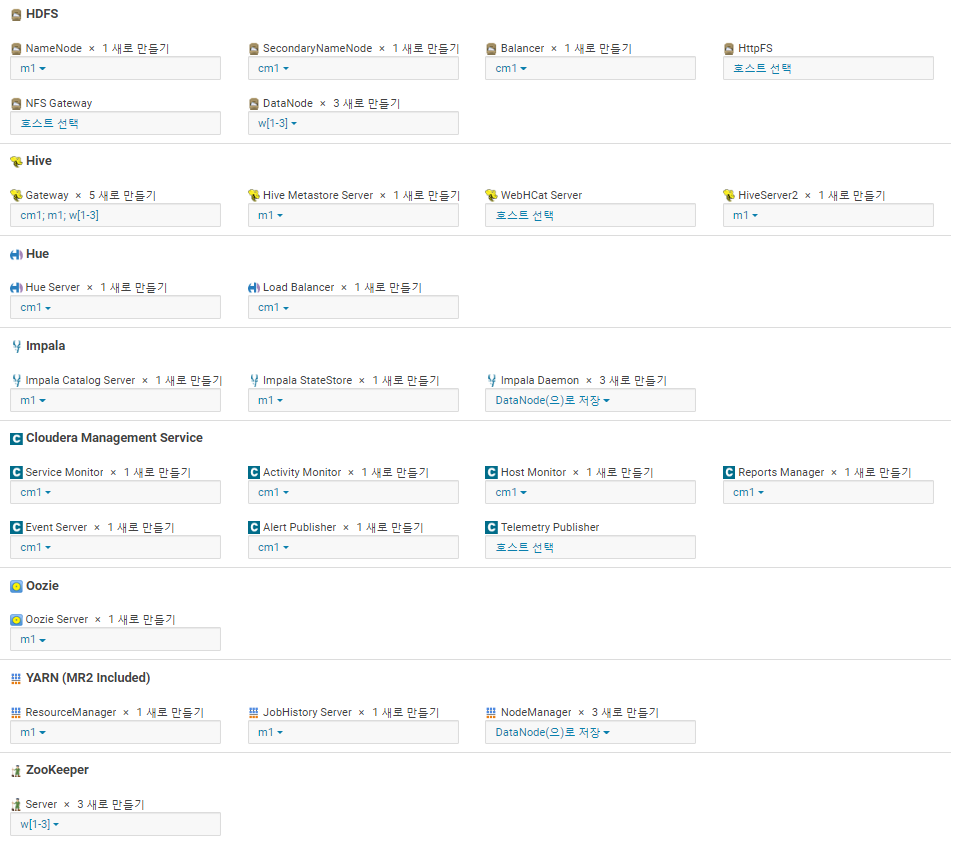 HDFS
NameNode × 1 새로 만들기 SecondaryNameNode × 1 새로 만들기 Balancer × 1 새로 만들기 HttpFS
m1 cm1 cm1 호스트 선택
NFS Gateway DataNode × 3 새로 만들기
호스트 선택 w[1-3]
Hive
Gateway × 5 새로 만들기 Hive Metastore Server × 1 새로 만들기 WebHCat Server HiveServer2 × 1 새로 만들기
cm1; m1; w[1-3] m1 호스트 선택 m1
Hue
Hue Server × 1 새로 만들기 Load Balancer × 1 새로 만들기
cm1 cm1
Impala
Impala Catalog Server × 1 새로 만들기 Impala StateStore × 1 새로 만들기 Impala Daemon × 3 새로 만들기
m1 m1 DataNode(으)로 저장
Cloudera Management Service
Service Monitor × 1 새로 만들기 Activity Monitor × 1 새로 만들기 Host Monitor × 1 새로 만들기 Reports Manager × 1 새로 만들기
cm1 cm1 cm1 cm1
Event Server × 1 새로 만들기 Alert Publisher × 1 새로 만들기 Telemetry Publisher
cm1 cm1 호스트 선택
Oozie
Oozie Server × 1 새로 만들기
m1
YARN (MR2 Included)
ResourceManager × 1 새로 만들기 JobHistory Server × 1 새로 만들기 NodeManager × 3 새로 만들기
m1 m1 DataNode(으)로 저장
ZooKeeper
Server × 3 새로 만들기
w[1-3]